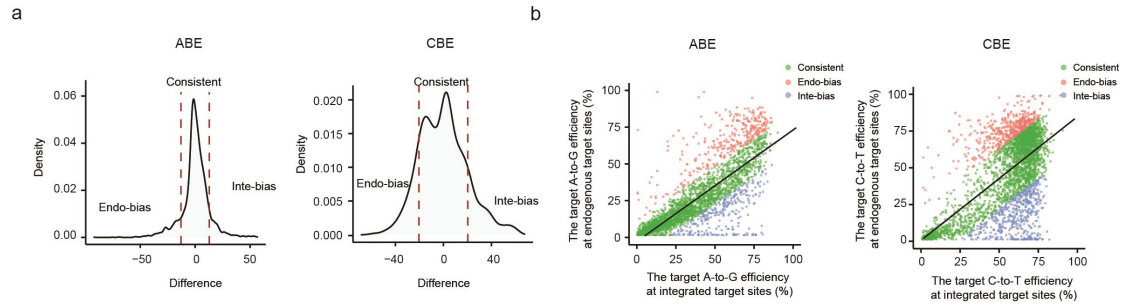 a
ABE
Consistent
0.06
0.04
0.02
0.00
Density
Endo-bias
Inte-bias
−50
0
50
Difference
CBE
Consistent
0.020
0.015
0.010
0.005
0.000
Density
Endo-bias
Inte-bias
−40
0
40
Difference
b
ABE
Consistent
Endo-bias
Inte-bias
100
75
50
25
0
The target A-to-G efficiency
at endogenous target sites (%)
0
25
50
75
100
The target A-to-G efficiency
at integrated target sites (%)
CBE
Consistent
Endo-bias
Inte-bias
100
75
50
25
0
The target C-to-T efficiency
at endogenous target sites (%)
0
25
50
75
100
The target C-to-T efficiency
at integrated target sites (%)